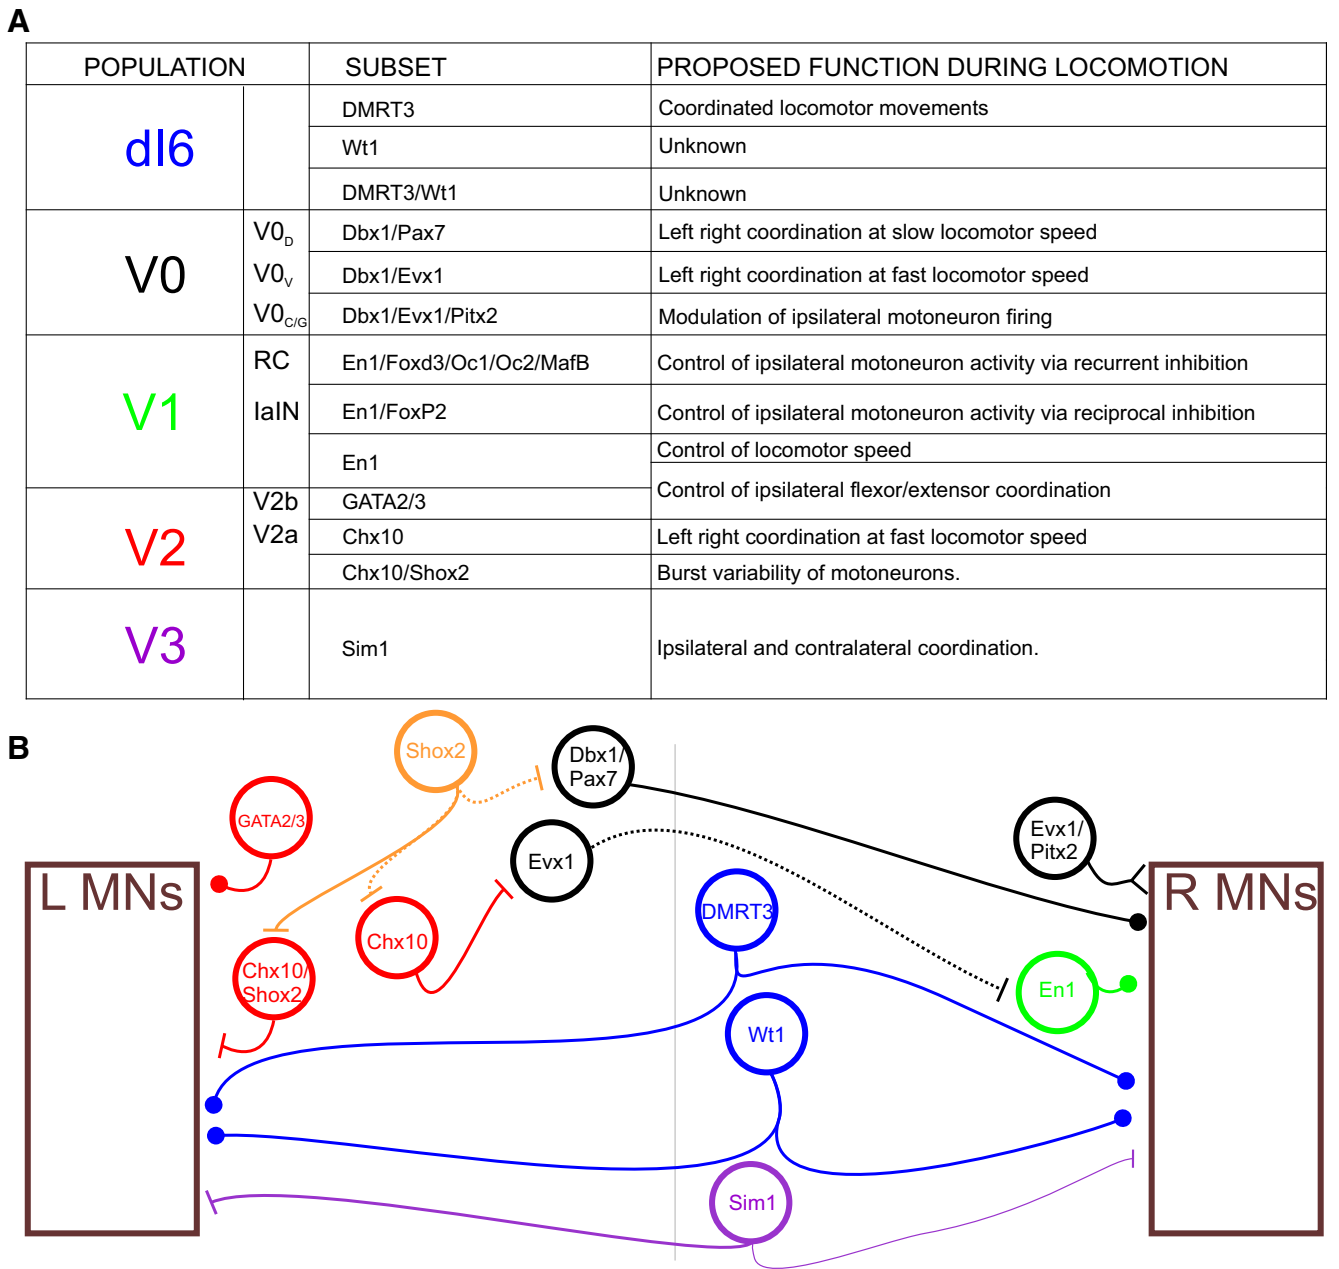 A
POPULATION SUBSET PROPOSED FUNCTION DURING LOCOMOTION
dI6
DMRT3 Coordinated locomotor movements
Wt1 Unknown
DMRT3/Wt1 Unknown
V0
V0D Dbx1/Pax7 Left right coordination at slow locomotor speed
V0V Dbx1/Evx1 Left right coordination at fast locomotor speed
V0C/G Dbx1/Evx1/Pitx2 Modulation of ipsilateral motoneuron firing
V1
RC En1/Foxd3/Oc1/Oc2/MafB Control of ipsilateral motoneuron activity via recurrent inhibition
IaIN En1/FoxP2 Control of ipsilateral motoneuron activity via reciprocal inhibition
En1 Control of locomotor speed
Control of ipsilateral flexor/extensor coordination
V2
V2b GATA2/3
V2a Chx10 Left right coordination at fast locomotor speed
Chx10/Shox2 Burst variability of motoneurons.
V3
Sim1 Ipsilateral and contralateral coordination.
B
Shox2
Dbx1/
Pax7
GATA2/3
Evx1/
Pitx2
Evx1
L MNs
R MNs
DMRT3
Chx10
Chx10/
Shox2
En1
Wt1
Sim1